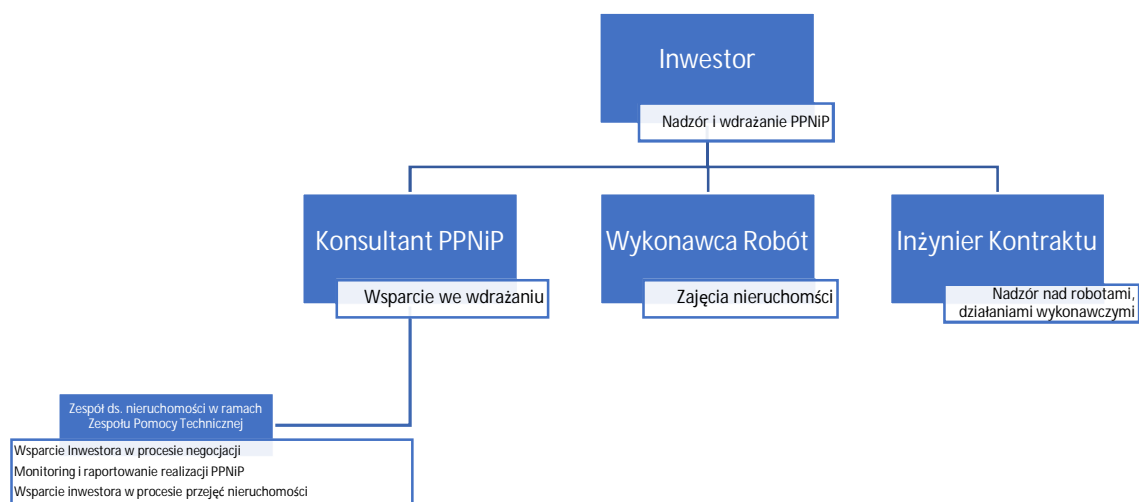 Inwestor
Nadzór i wdrażanie PPNiP
Konsultant PPNiP
Wsparcie we wdrażaniu
Wykonawca Robót
Zajęcia nieruchomści
Inżynier Kontraktu
Nadzór nad robotami,
działaniami wykonawczymi
Zespół ds. nieruchomości w ramach
Zespołu Pomocy Technicznej
Wsparcie Inwestora w procesie negocjacji
Monitoring i raportowanie realizacji PPNiP
Wsparcie inwestora w procesie przejęć nieruchomości